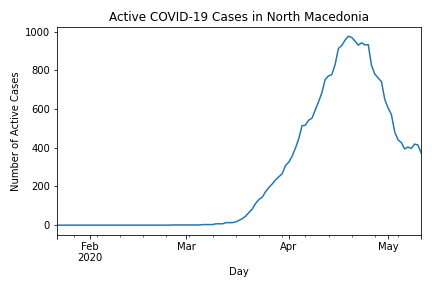 Active COVID-19 Cases in North Macedonia
1000
800
600
400
200
0
Number of Active Cases
Feb
2020
Mar
Apr
May
Day